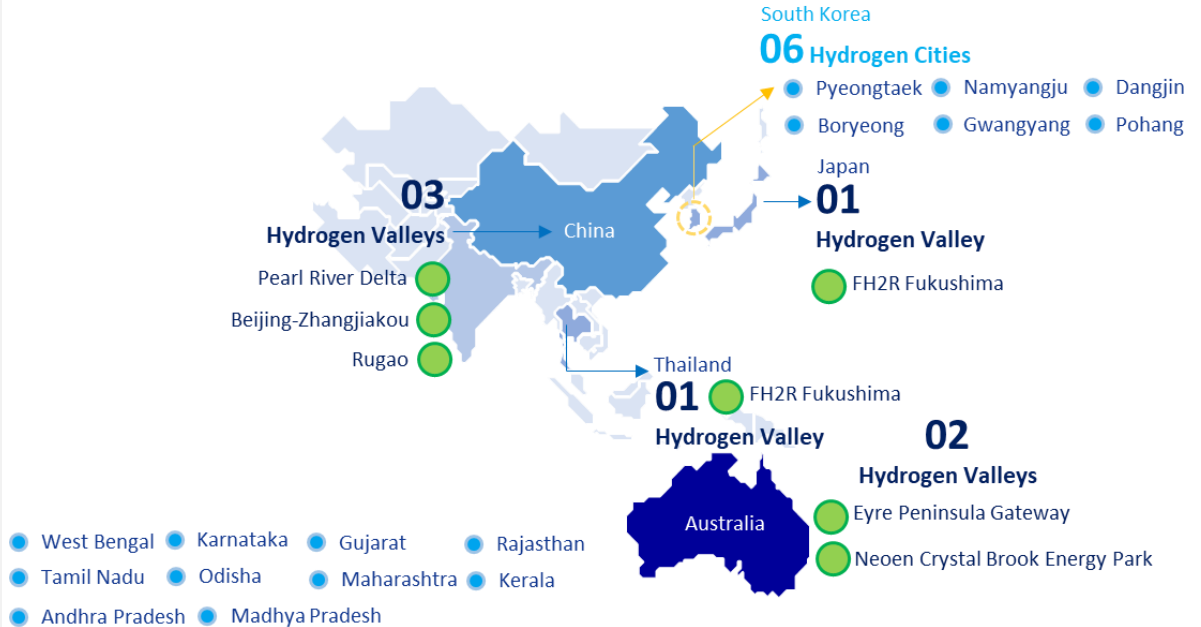 South Korea
06 Hydrogen Cities
Pyeongtaek Namyangju Dangjin
Boryeong Gwangyang Pohang
Japan
01
Hydrogen Valley
FH2R Fukushima
03
Hydrogen Valleys
China
Pearl River Delta
Beijing-Zhangjiakou
Rugao
Thailand
01 FH2R Fukushima
Hydrogen Valley
02
Hydrogen Valleys
Australia
Eyre Peninsula Gateway
Neoen Crystal Brook Energy Park
West Bengal Karnataka Gujarat Rajasthan
Tamil Nadu Odisha Maharashtra Kerala
Andhra Pradesh Madhya Pradesh